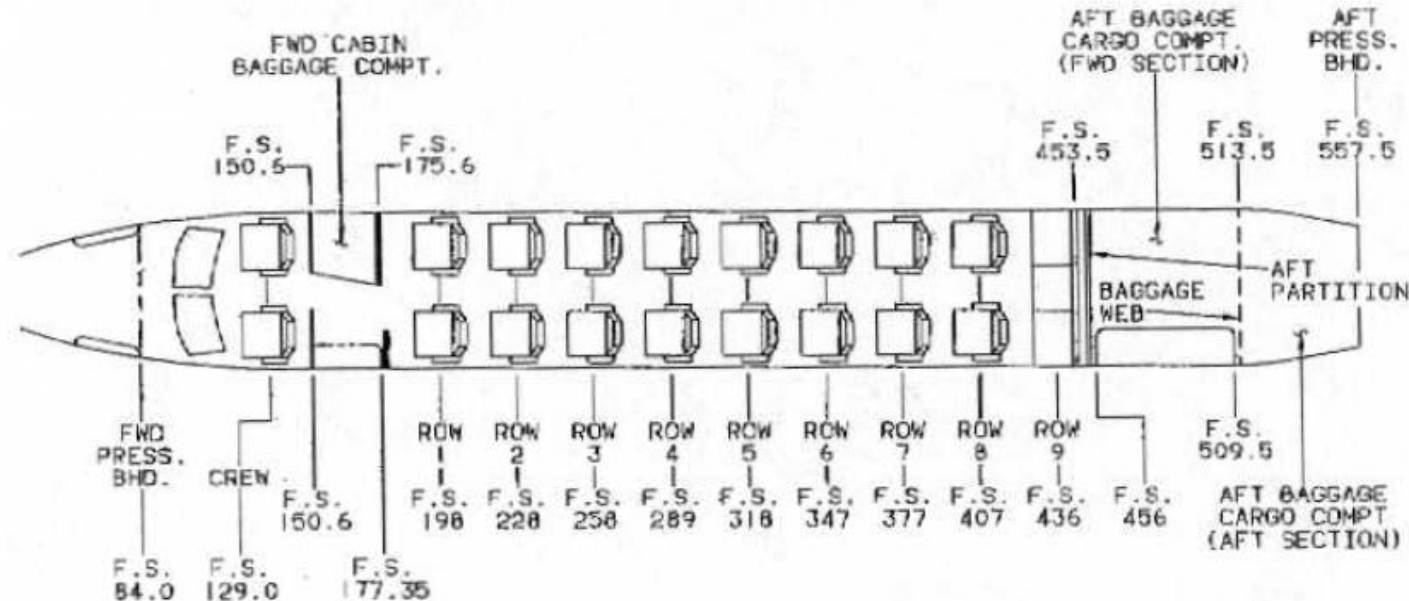 FWD CABIN
BAGGAGE COMPT.
AFT BAGGAGE
CARGO COMPT.
(FWD SECTION)
AFT
PRESS.
BHD.
F.S.
150.6
F.S.
175.6
F.S.
453.5
F.S.
513.5
F.S.
557.5
AFT
PARTITION
BAGGAGE
WEB
FWD
PRESS.
BHD.
CREW
ROW
1
ROW
2
ROW
3
ROW
4
ROW
5
ROW
6
ROW
7
ROW
8
ROW
9
F.S.
509.5
F.S.
150.6
F.S.
198
F.S.
228
F.S.
258
F.S.
289
F.S.
318
F.S.
347
F.S.
377
F.S.
407
F.S.
436
F.S.
456
AFT BAGGAGE
CARGO COMPT
(AFT SECTION)
F.S.
84.0
F.S.
129.0
F.S.
177.35